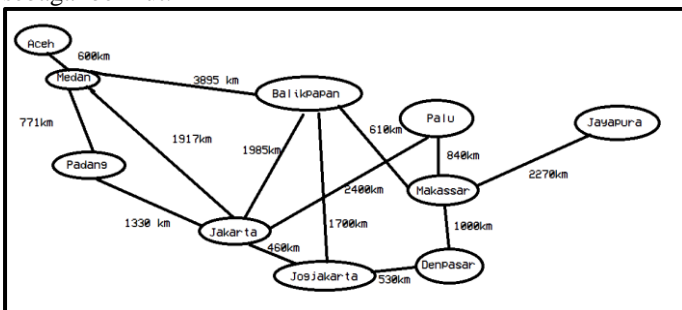 Aceh
600km
Medan
3895 km
Balikpapan
Palu
Jayapura
771km
1917km
1985km
610km
840km
2270km
Padang
2400km
Makassar
1330 km
Jakarta
1700km
1000km
460km
Jogjakarta
530km
Denpasar